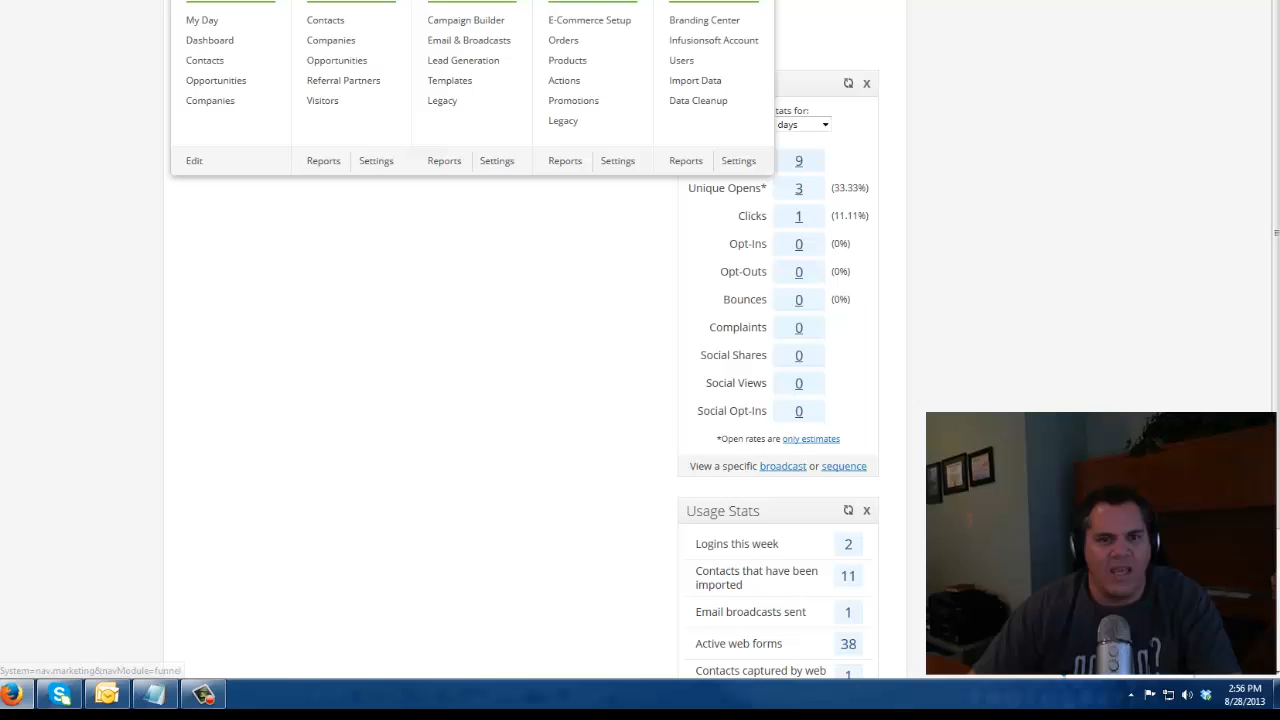 My Day
Dashboard
Contacts
Opportunities
Companies
Edit
Contacts
Companies
Opportunities
Referral Partners
Visitors
Reports Settings
Campaign Builder
Email & Broadcasts
Lead Generation
Templates
Legacy
Reports Settings
E-Commerce Setup
Orders
Products
Actions
Promotions
Legacy
Reports Settings
Branding Center
Infusionsoft Account
Users
Import Data
Data Cleanup
Reports Settings
X
tats for:
days
9
Unique Opens* 3 (33.33%)
Clicks 1 (11.11%)
Opt-Ins 0 (0%)
Opt-Outs 0 (0%)
Bounces 0 (0%)
Complaints 0
Social Shares 0
Social Views 0
Social Opt-Ins 0
*Open rates are only estimates
View a specific broadcast or sequence
Usage Stats X
Logins this week 2
Contacts that have been
imported 11
Email broadcasts sent 1
Active web forms 38
Contacts captured by web 1
System=nav.marketing&navModule=funnel
2:56 PM
8/28/2013